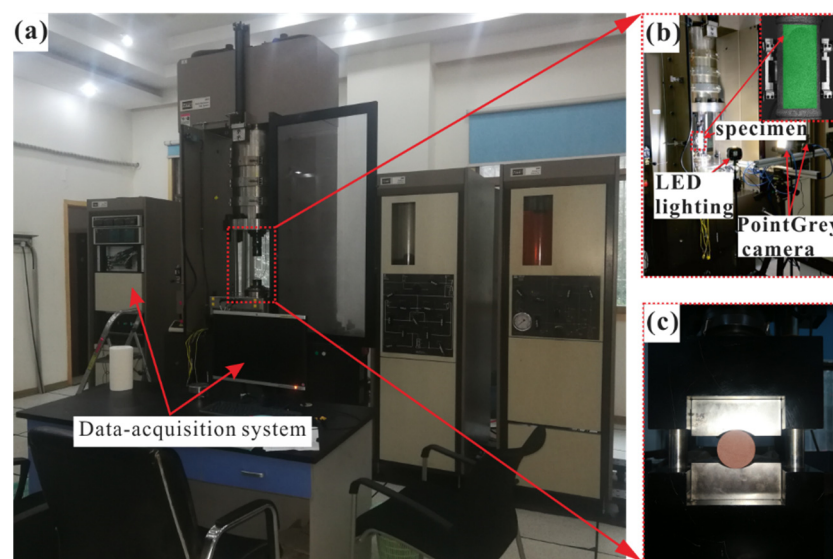 (a)
Data-acquisition system
(b)
specimen
LED
lighting
PointGrey
camera
(c)